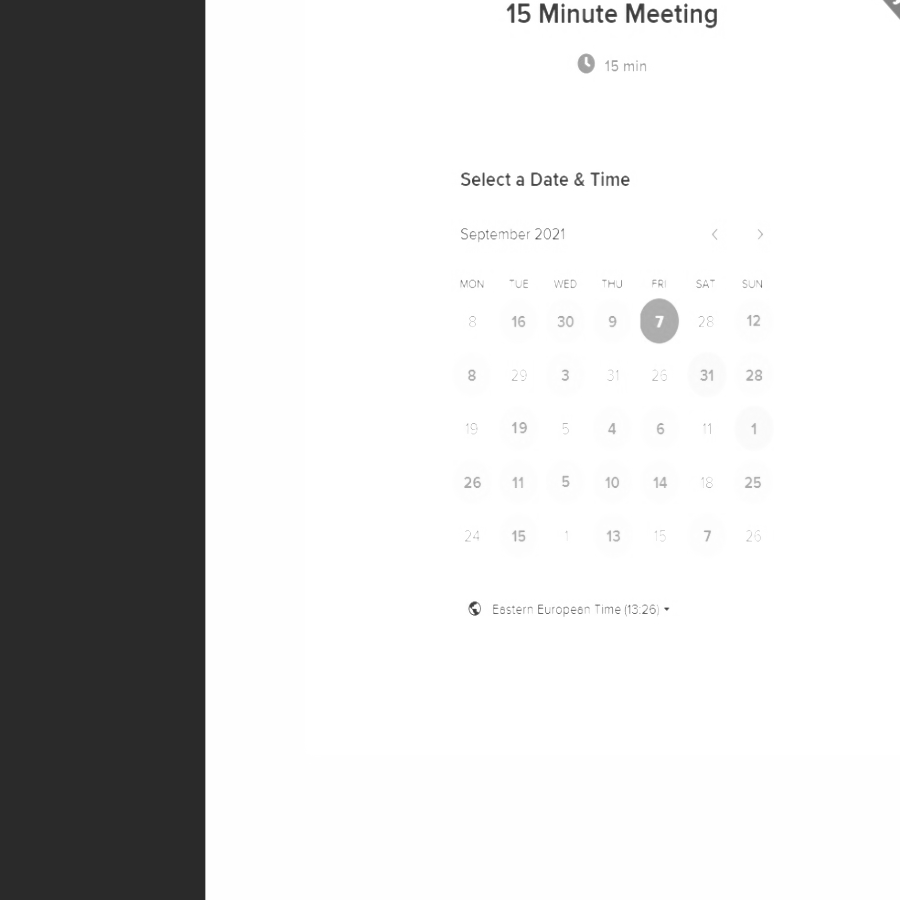 15 Minute Meeting
15 min
Select a Date & Time
September 2021
MON TUE WED THU FRI SAT SUN
8 16 30 9 7 28 12
8 29 3 31 26 31 28
19 19 5 4 6 11 1
26 11 5 10 14 18 25
24 15 1 13 15 7 26
Eastern European Time (13:26)